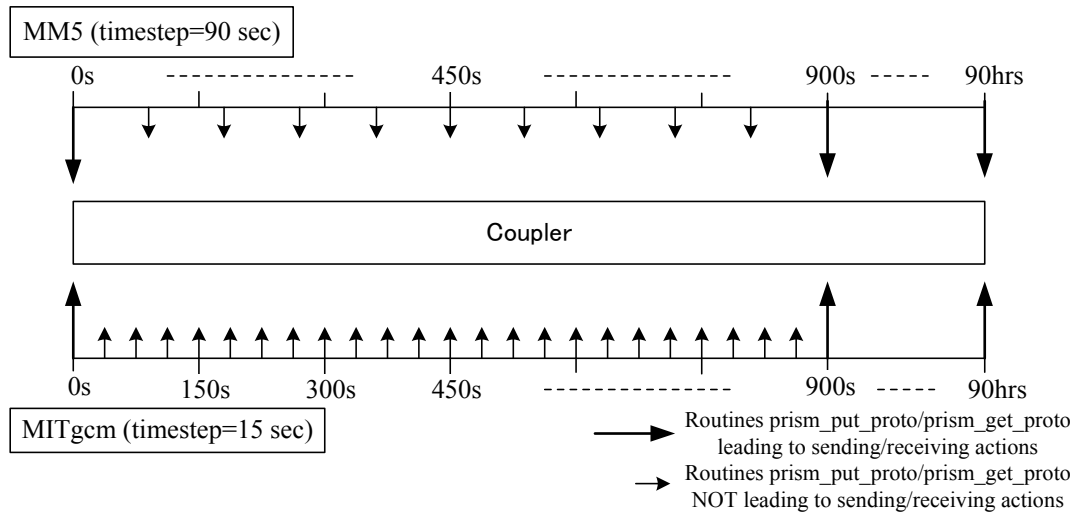 MM5 (timestep=90 sec)
0s 450s 900s 90hrs
Coupler
0s 150s 300s 450s 900s 90hrs
MITgcm (timestep=15 sec)
Routines prism_put_proto/prism_get_proto
leading to sending/receiving actions
Routines prism_put_proto/prism_get_proto
NOT leading to sending/receiving actions